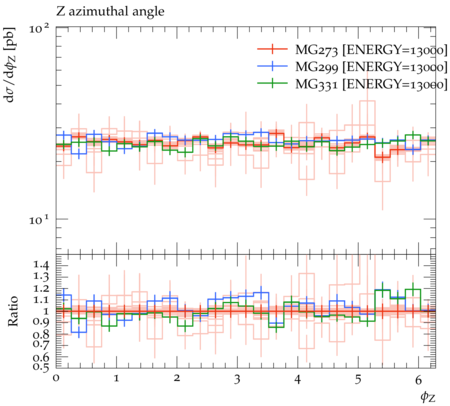 Z azimuthal angle
dσ/dϕZ [pb]
10²
10¹
MG273 [ENERGY=13000]
MG299 [ENERGY=13000]
MG331 [ENERGY=13000]
Ratio
1.4
1.3
1.2
1.1
1
0.9
0.8
0.7
0.6
0.5
0 1 2 3 4 5 6
ϕZ